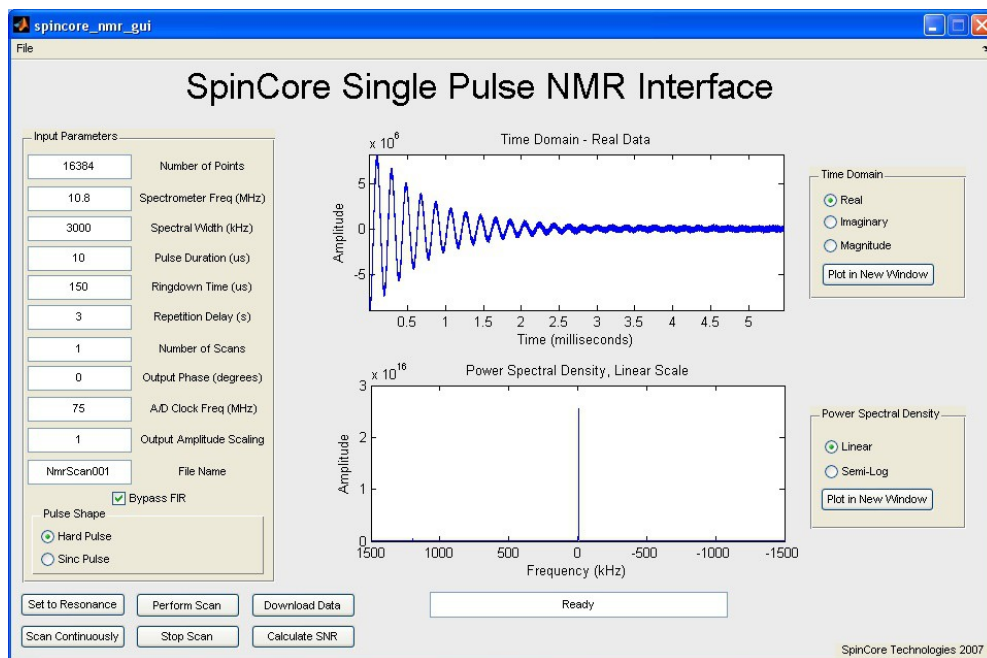 spincore_nmr_gui
File
SpinCore Single Pulse NMR Interface
Input Parameters
16384 Number of Points
10.8 Spectrometer Freq (MHz)
3000 Spectral Width (kHz)
10 Pulse Duration (us)
150 Ringdown Time (us)
3 Repetition Delay (s)
1 Number of Scans
0 Output Phase (degrees)
75 A/D Clock Freq (MHz)
1 Output Amplitude Scaling
NmrScan001 File Name
Bypass FIR
Pulse Shape
Hard Pulse
Sinc Pulse
Set to Resonance Perform Scan Download Data
Scan Continuously Stop Scan Calculate SNR
x 10^6
Time Domain - Real Data
Amplitude
5
0
-5
0.5 1 1.5 2 2.5 3 3.5 4 4.5 5
Time (milliseconds)
Time Domain
Real
Imaginary
Magnitude
Plot in New Window
x 10^16
Power Spectral Density, Linear Scale
Amplitude
3
2
1
0
1500 1000 500 0 -500 -1000 -1500
Frequency (kHz)
Power Spectral Density
Linear
Semi-Log
Plot in New Window
Ready
SpinCore Technologies 2007